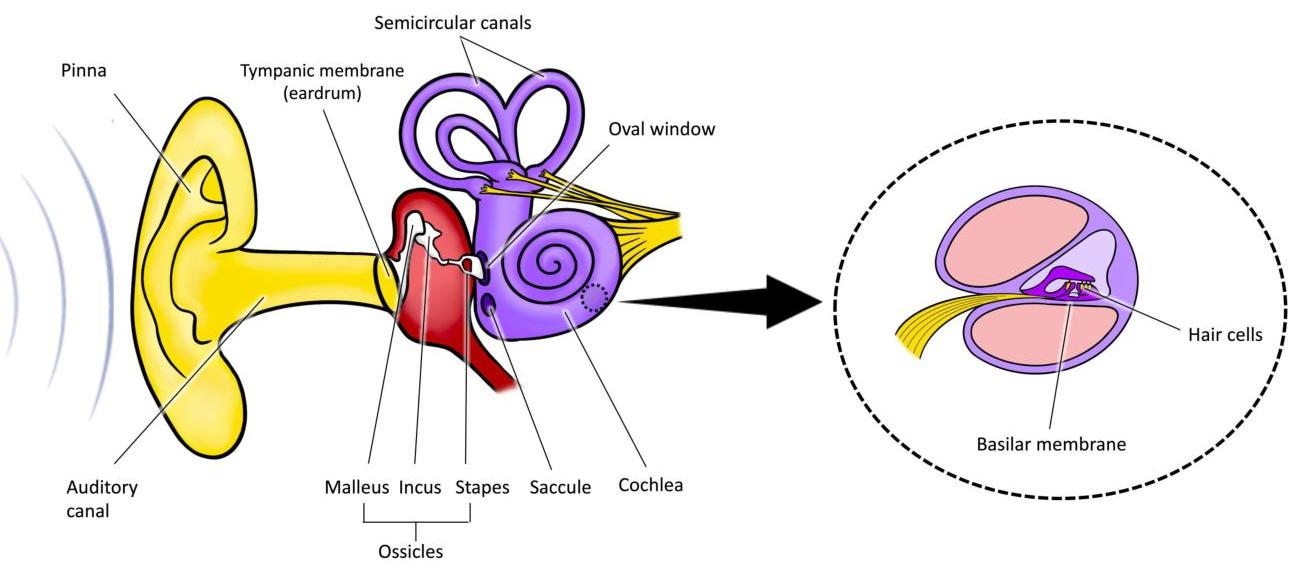 Semicircular canals
Pinna
Tympanic membrane
(eardrum)
Oval window
Hair cells
Basilar membrane
Auditory
canal
Malleus Incus Stapes Saccule Cochlea
Ossicles